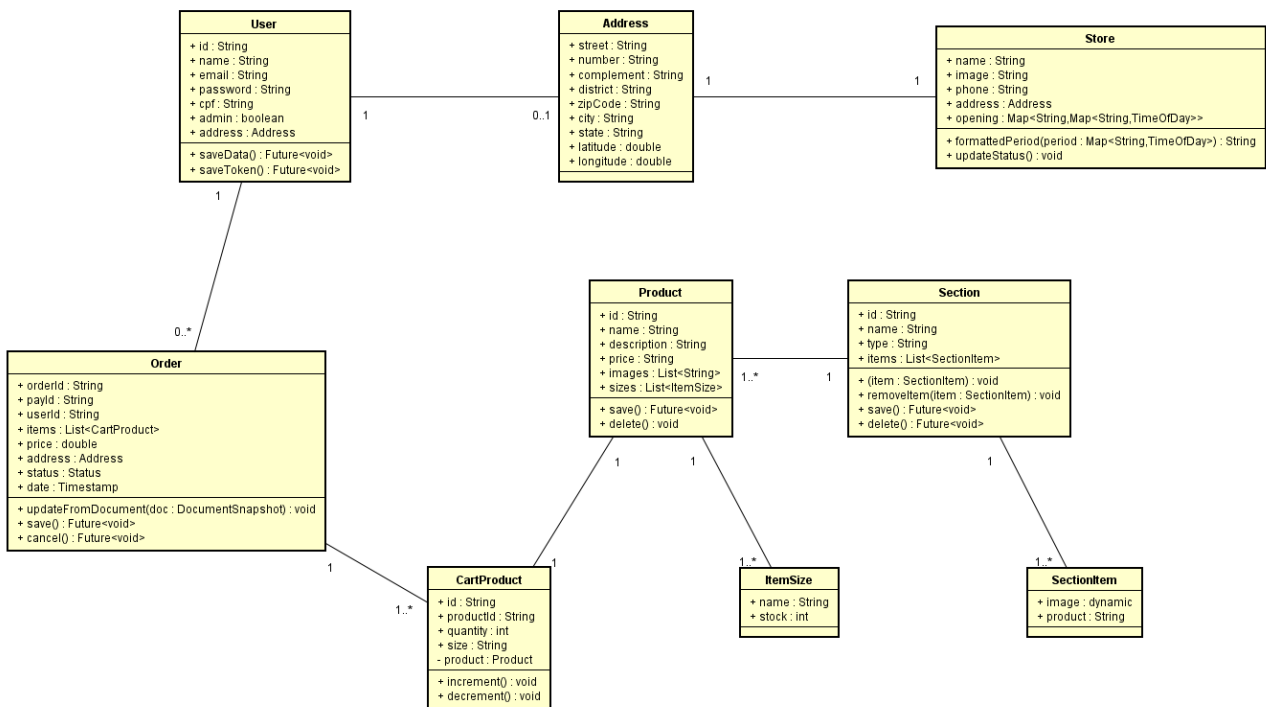 User
+ id : String
+ name : String
+ email : String
+ password : String
+ cpf : String
+ admin : boolean
+ address : Address
+ saveData() : Future<void>
+ saveToken() : Future<void>
Address
+ street : String
+ number : String
+ complement : String
+ district : String
+ zipCode : String
+ city : String
+ state : String
+ latitude : double
+ longitude : double
Store
+ name : String
+ image : String
+ phone : String
+ address : Address
+ opening : Map<String,Map<String,TimeOfDay>>
+ formattedPeriod(period : Map<String,TimeOfDay>) : String
+ updateStatus() : void
1
0..1
1
1
1
0..*
Product
+ id : String
+ name : String
+ description : String
+ price : String
+ images : List<String>
+ sizes : List<ItemSize>
+ save() : Future<void>
+ delete() : void
Section
+ id : String
+ name : String
+ type : String
+ items : List<SectionItem>
+ (item : SectionItem) : void
+ removeItem(item : SectionItem) : void
+ save() : Future<void>
+ delete() : Future<void>
1..*
1
Order
+ orderId : String
+ payId : String
+ userId : String
+ items : List<CartProduct>
+ price : double
+ address : Address
+ status : Status
+ date : Timestamp
+ updateFromDocument(doc : DocumentSnapshot) : void
+ save() : Future<void>
+ cancel() : Future<void>
1
1
1
1
1..*
1
1..*
1..*
CartProduct
+ id : String
+ productId : String
+ quantity : int
+ size : String
- product : Product
+ increment() : void
+ decrement() : void
ItemSize
+ name : String
+ stock : int
SectionItem
+ image : dynamic
+ product : String